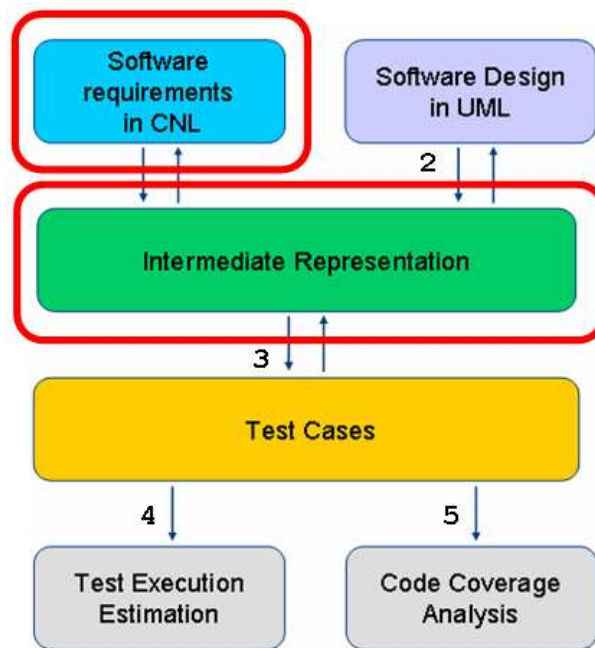 Software
requirements
in CNL
Software Design
in UML
2
Intermediate Representation
3
Test Cases
4
5
Test Execution
Estimation
Code Coverage
Analysis